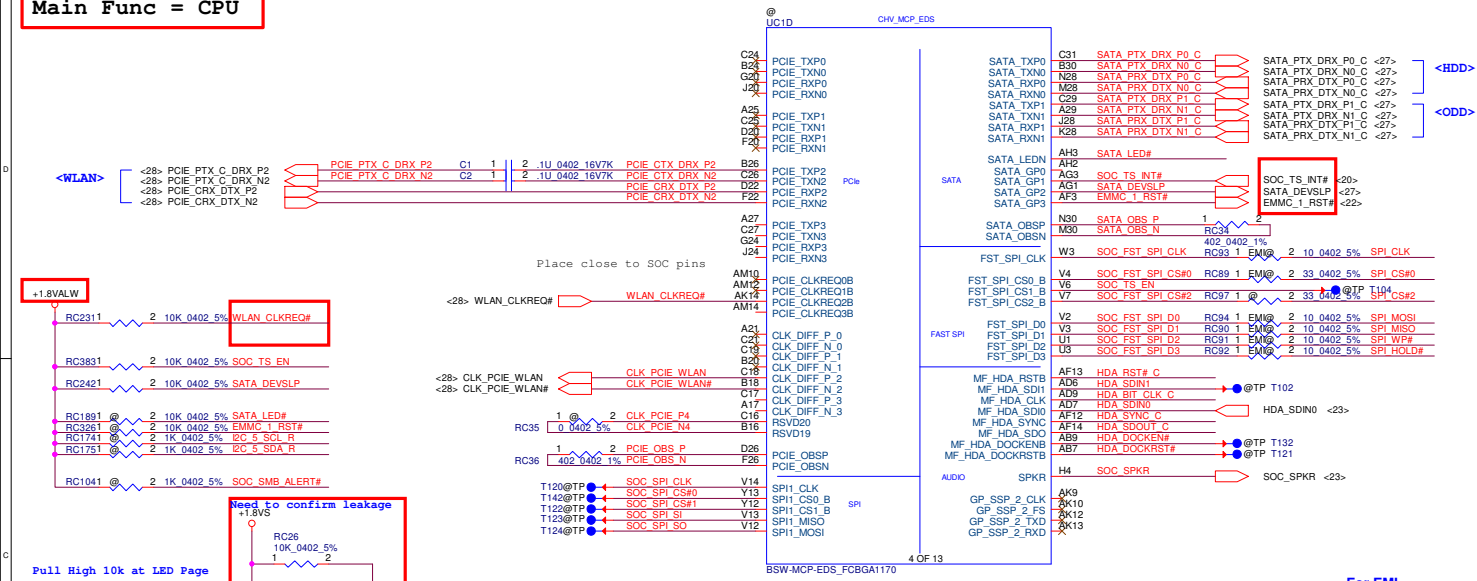 Main Func = CPU
@
UC1D
CHV_MCP_EDS
C24 PCIE_TXP0
B24 PCIE_TXN0
G20 PCIE_RXP0
J20 PCIE_RXN0
A25 PCIE_TXP1
C25 PCIE_TXN1
D20 PCIE_RXP1
F20 PCIE_RXN1
<WLAN>
<28> PCIE_PTX_C_DRX_P2 PCIE_PTX_C_DRX_P2 C1 1 2 .1U_0402_16V7K PCIE_CTX_DRX_P2 B26 PCIE_TXP2
<28> PCIE_PTX_C_DRX_N2 PCIE_PTX_C_DRX_N2 C2 1 2 .1U_0402_16V7K PCIE_CTX_DRX_N2 C26 PCIE_TXN2
<28> PCIE_CRX_DTX_P2 PCIE_CRX_DTX_P2 D22 PCIE_RXP2
<28> PCIE_CRX_DTX_N2 PCIE_CRX_DTX_N2 F22 PCIE_RXN2
PCIe
A27 PCIE_TXP3
C27 PCIE_TXN3
G24 PCIE_RXP3
J24 PCIE_RXN3
Place close to SOC pins
AM10 PCIE_CLKREQ0B
AM12 PCIE_CLKREQ1B
<28> WLAN_CLKREQ# WLAN_CLKREQ# AK14 PCIE_CLKREQ2B
AM14 PCIE_CLKREQ3B
A21 CLK_DIFF_P_0
C21 CLK_DIFF_N_0
C19 CLK_DIFF_P_1
B20 CLK_DIFF_N_1
<28> CLK_PCIE_WLAN CLK_PCIE_WLAN C18 CLK_DIFF_P_2
<28> CLK_PCIE_WLAN# CLK_PCIE_WLAN# B18 CLK_DIFF_N_2
C17 CLK_DIFF_P_3
A17 CLK_DIFF_N_3
RC35 1 @ 2 0_0402_5% CLK_PCIE_P4 C16 RSVD20
CLK_PCIE_N4 B16 RSVD19
RC36 1 2 402_0402_1% PCIE_OBS_P D26 PCIE_OBSP
PCIE_OBS_N F26 PCIE_OBSN
T120@TP SOC_SPI_CLK V14 SPI1_CLK
T142@TP SOC_SPI_CS#0 Y13 SPI1_CS0_B
T122@TP SOC_SPI_CS#1 Y12 SPI1_CS1_B
T123@TP SOC_SPI_SI V13 SPI1_MISO
T124@TP SOC_SPI_SO V12 SPI1_MOSI
SPI
SATA_TXP0 C31 SATA_PTX_DRX_P0_C SATA_PTX_DRX_P0_C <27>
SATA_TXN0 B30 SATA_PTX_DRX_N0_C SATA_PTX_DRX_N0_C <27>
SATA_RXP0 N28 SATA_PRX_DTX_P0_C SATA_PRX_DTX_P0_C <27>
SATA_RXN0 M28 SATA_PRX_DTX_N0_C SATA_PRX_DTX_N0_C <27>
<HDD>
SATA_TXP1 C29 SATA_PTX_DRX_P1_C SATA_PTX_DRX_P1_C <27>
SATA_TXN1 A29 SATA_PTX_DRX_N1_C SATA_PTX_DRX_N1_C <27>
SATA_RXP1 J28 SATA_PRX_DTX_P1_C SATA_PRX_DTX_P1_C <27>
SATA_RXN1 K28 SATA_PRX_DTX_N1_C SATA_PRX_DTX_N1_C <27>
<ODD>
SATA_LEDN AH3 SATA_LED#
SATA_GP0 AH2
SATA_GP1 AG3 SOC_TS_INT# SOC_TS_INT# <20>
SATA_GP2 AG1 SATA_DEVSLP SATA_DEVSLP <27>
SATA_GP3 AF3 EMMC_1_RST# EMMC_1_RST# <22>
SATA
SATA_OBSP N30 SATA_OBS_P 1 2
SATA_OBSN M30 SATA_OBS_N RC34
402_0402_1%
FST_SPI_CLK W3 SOC_FST_SPI_CLK RC93 1 EMI@ 2 10_0402_5% SPI_CLK
FST_SPI_CS0_B V4 SOC_FST_SPI_CS#0 RC89 1 EMI@ 2 33_0402_5% SPI_CS#0
FST_SPI_CS1_B V6 SOC_TS_EN @TP T104
FST_SPI_CS2_B V7 SOC_FST_SPI_CS#2 RC97 1 @ 2 33_0402_5% SPI_CS#2
FAST SPI
FST_SPI_D0 V2 SOC_FST_SPI_D0 RC94 1 EMI@ 2 10_0402_5% SPI_MOSI
FST_SPI_D1 V3 SOC_FST_SPI_D1 RC90 1 EMI@ 2 10_0402_5% SPI_MISO
FST_SPI_D2 U1 SOC_FST_SPI_D2 RC91 1 EMI@ 2 10_0402_5% SPI_WP#
FST_SPI_D3 U3 SOC_FST_SPI_D3 RC92 1 EMI@ 2 10_0402_5% SPI_HOLD#
MF_HDA_RSTB AF13 HDA_RST#_C
MF_HDA_SDI1 AD6 HDA_SDIN1 @TP T102
MF_HDA_CLK AD9 HDA_BIT_CLK_C
MF_HDA_SDI0 AD7 HDA_SDIN0 HDA_SDIN0 <23>
MF_HDA_SYNC AF12 HDA_SYNC_C
MF_HDA_SDO AF14 HDA_SDOUT_C
MF_HDA_DOCKENB AB9 HDA_DOCKEN# @TP T132
MF_HDA_DOCKRSTB AB7 HDA_DOCKRST# @TP T121
AUDIO
SPKR H4 SOC_SPKR SOC_SPKR <23>
GP_SSP_2_CLK AK9
GP_SSP_2_FS AK10
GP_SSP_2_TXD AK12
GP_SSP_2_RXD AK13
4 OF 13
BSW-MCP-EDS_FCBGA1170
+1.8VALW
RC231 1 2 10K_0402_5% WLAN_CLKREQ#
RC383 1 2 10K_0402_5% SOC_TS_EN
RC242 1 2 10K_0402_5% SATA_DEVSLP
RC189 1 @ 2 10K_0402_5% SATA_LED#
RC326 1 @ 2 10K_0402_5% EMMC_1_RST#
RC174 1 @ 2 1K_0402_5% I2C_5_SCL_R
RC175 1 @ 2 1K_0402_5% I2C_5_SDA_R
RC104 1 @ 2 1K_0402_5% SOC_SMB_ALERT#
Need to confirm leakage
+1.8VS
RC26
10K_0402_5%
1 2
Pull High 10k at LED Page
For EMI
D
C